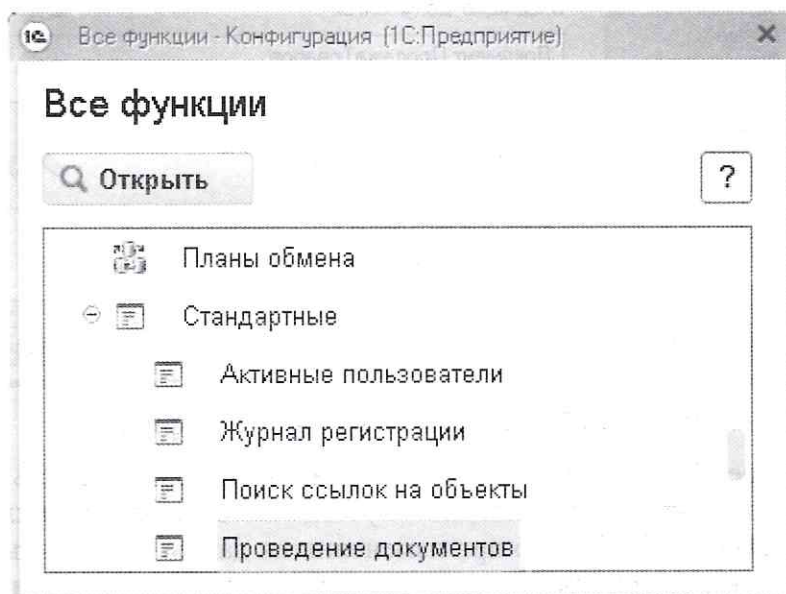 Все функции - Конфигурация (1С:Предприятие)
Все функции
Открыть
?
Планы обмена
Стандартные
Активные пользователи
Журнал регистрации
Поиск ссылок на объекты
Проведение документов